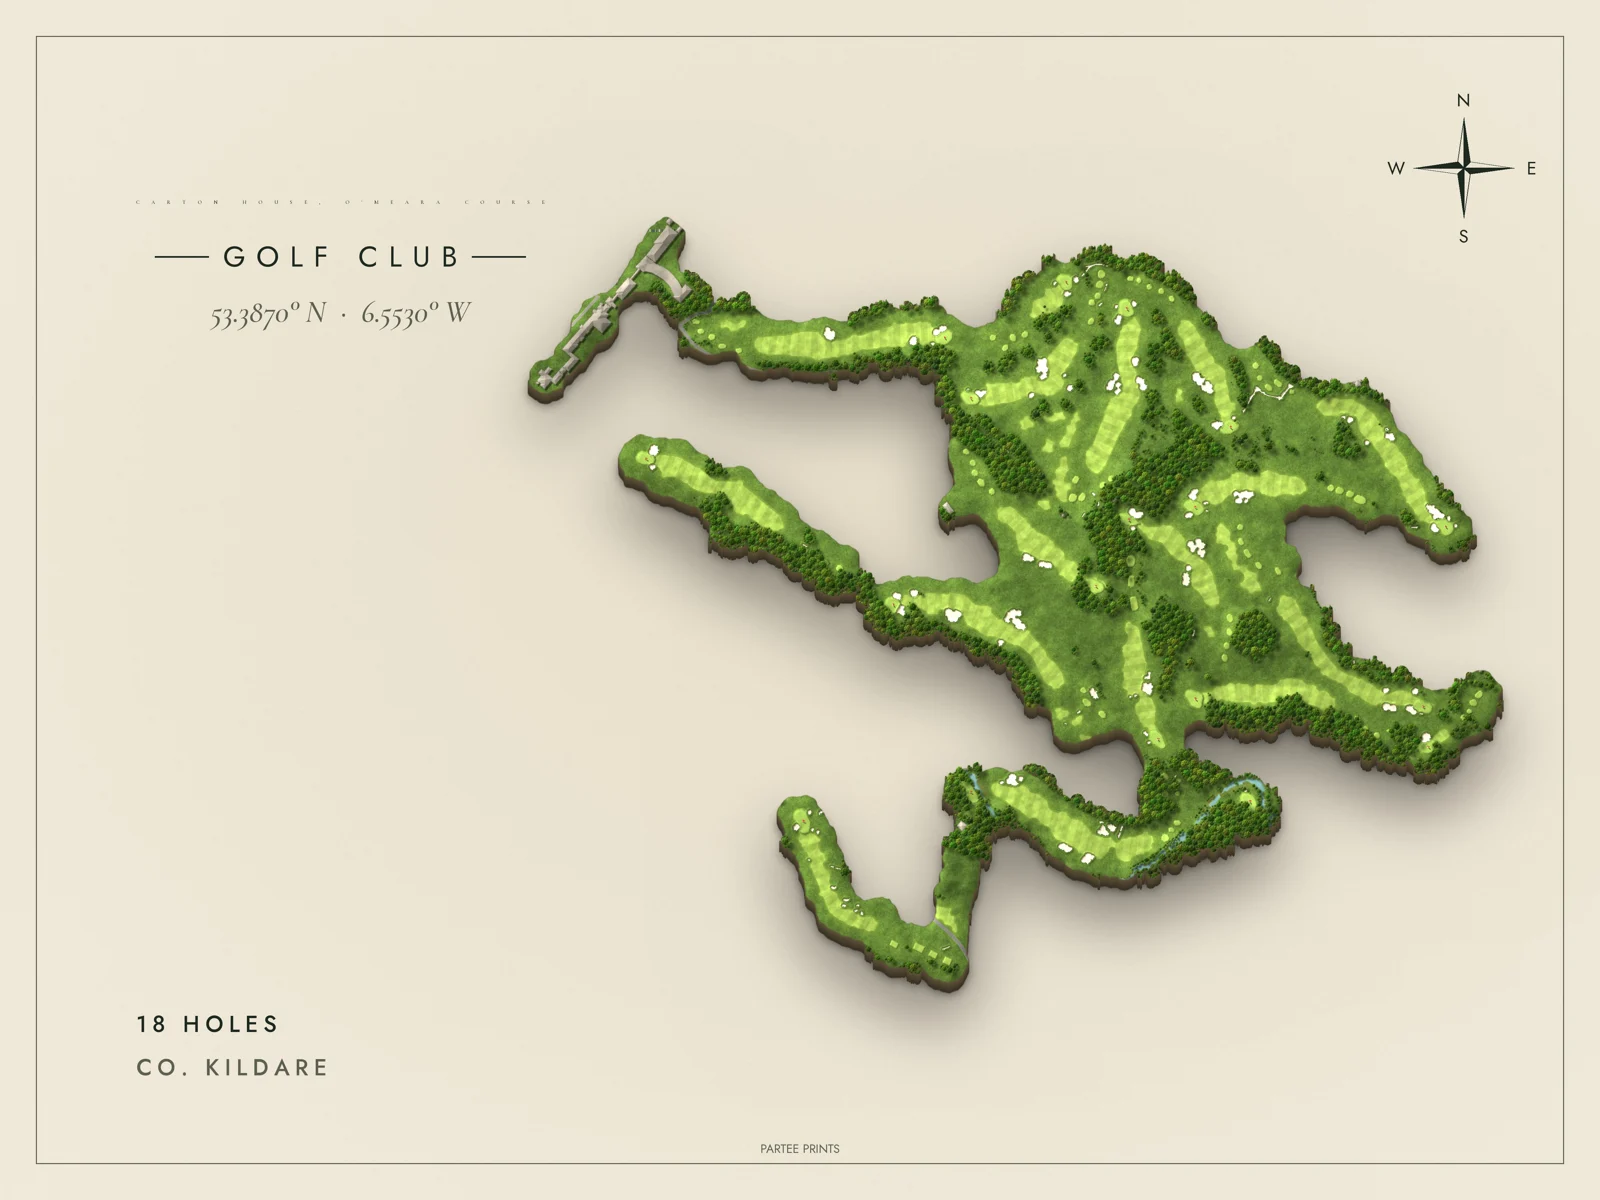 CARTON HOUSE, O'MEARA COURSE
GOLF CLUB
53.3870° N · 6.5530° W
N
W E
S
18 HOLES
CO. KILDARE
PARTEE PRINTS